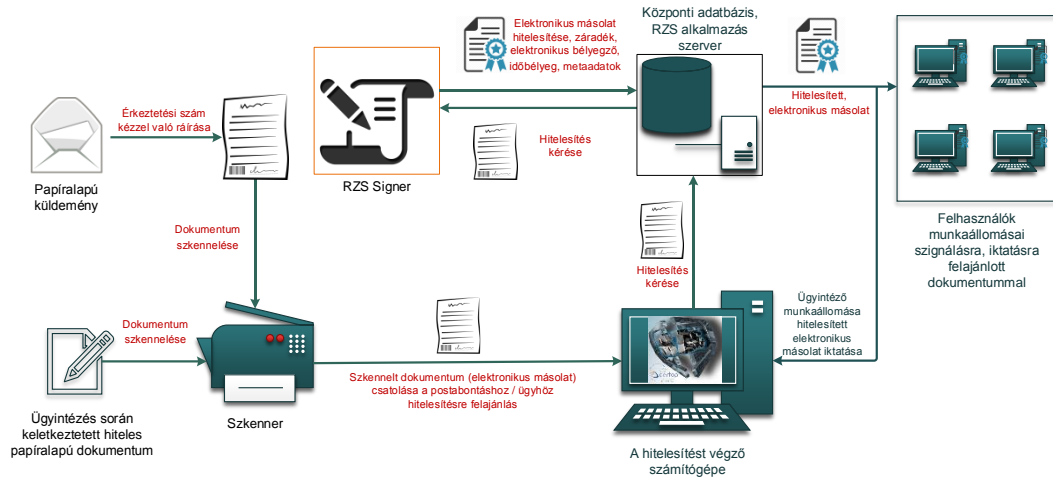 Elektronikus másolat
hitelesítése, záradék,
elektronikus bélyegző,
időbélyeg, metaadatok
Központi adatbázis,
RZS alkalmazás
szerver
Érkeztetési szám
kézzel való ráírása
Hitelesítés
kérése
Hitelesített,
elektronikus másolat
Papíralapú
küldemény
RZS Signer
Dokumentum
szkennelése
Hitelesítés
kérése
Felhasználók
munkaállomásai
szignálásra, iktatásra
felajánlott
dokumentummal
Dokumentum
szkennelése
Ügyintéző
munkaállomása
hitelesített
elektronikus
másolat iktatása
Szkennelt dokumentum (elektronikus másolat)
csatolása a postabontáshoz / ügyhöz
hitelesítésre felajánlás
Ügyintézés során
keletkeztetett hiteles
papíralapú dokumentum
Szkenner
A hitelesítést végző
számítógépe